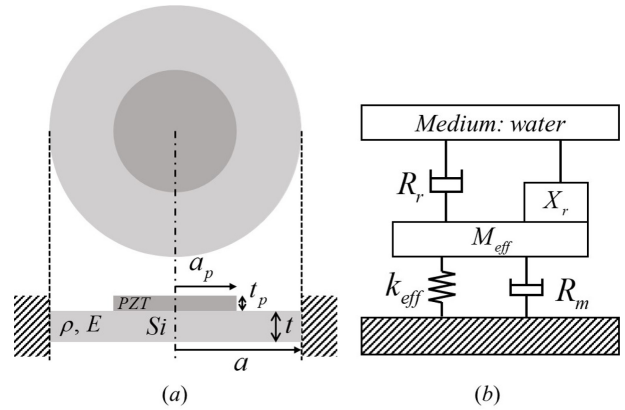 a_p
t_p
PZT
ρ, E
Si
t
a
(a)
Medium: water
R_r
X_r
M_eff
k_eff
R_m
(b)